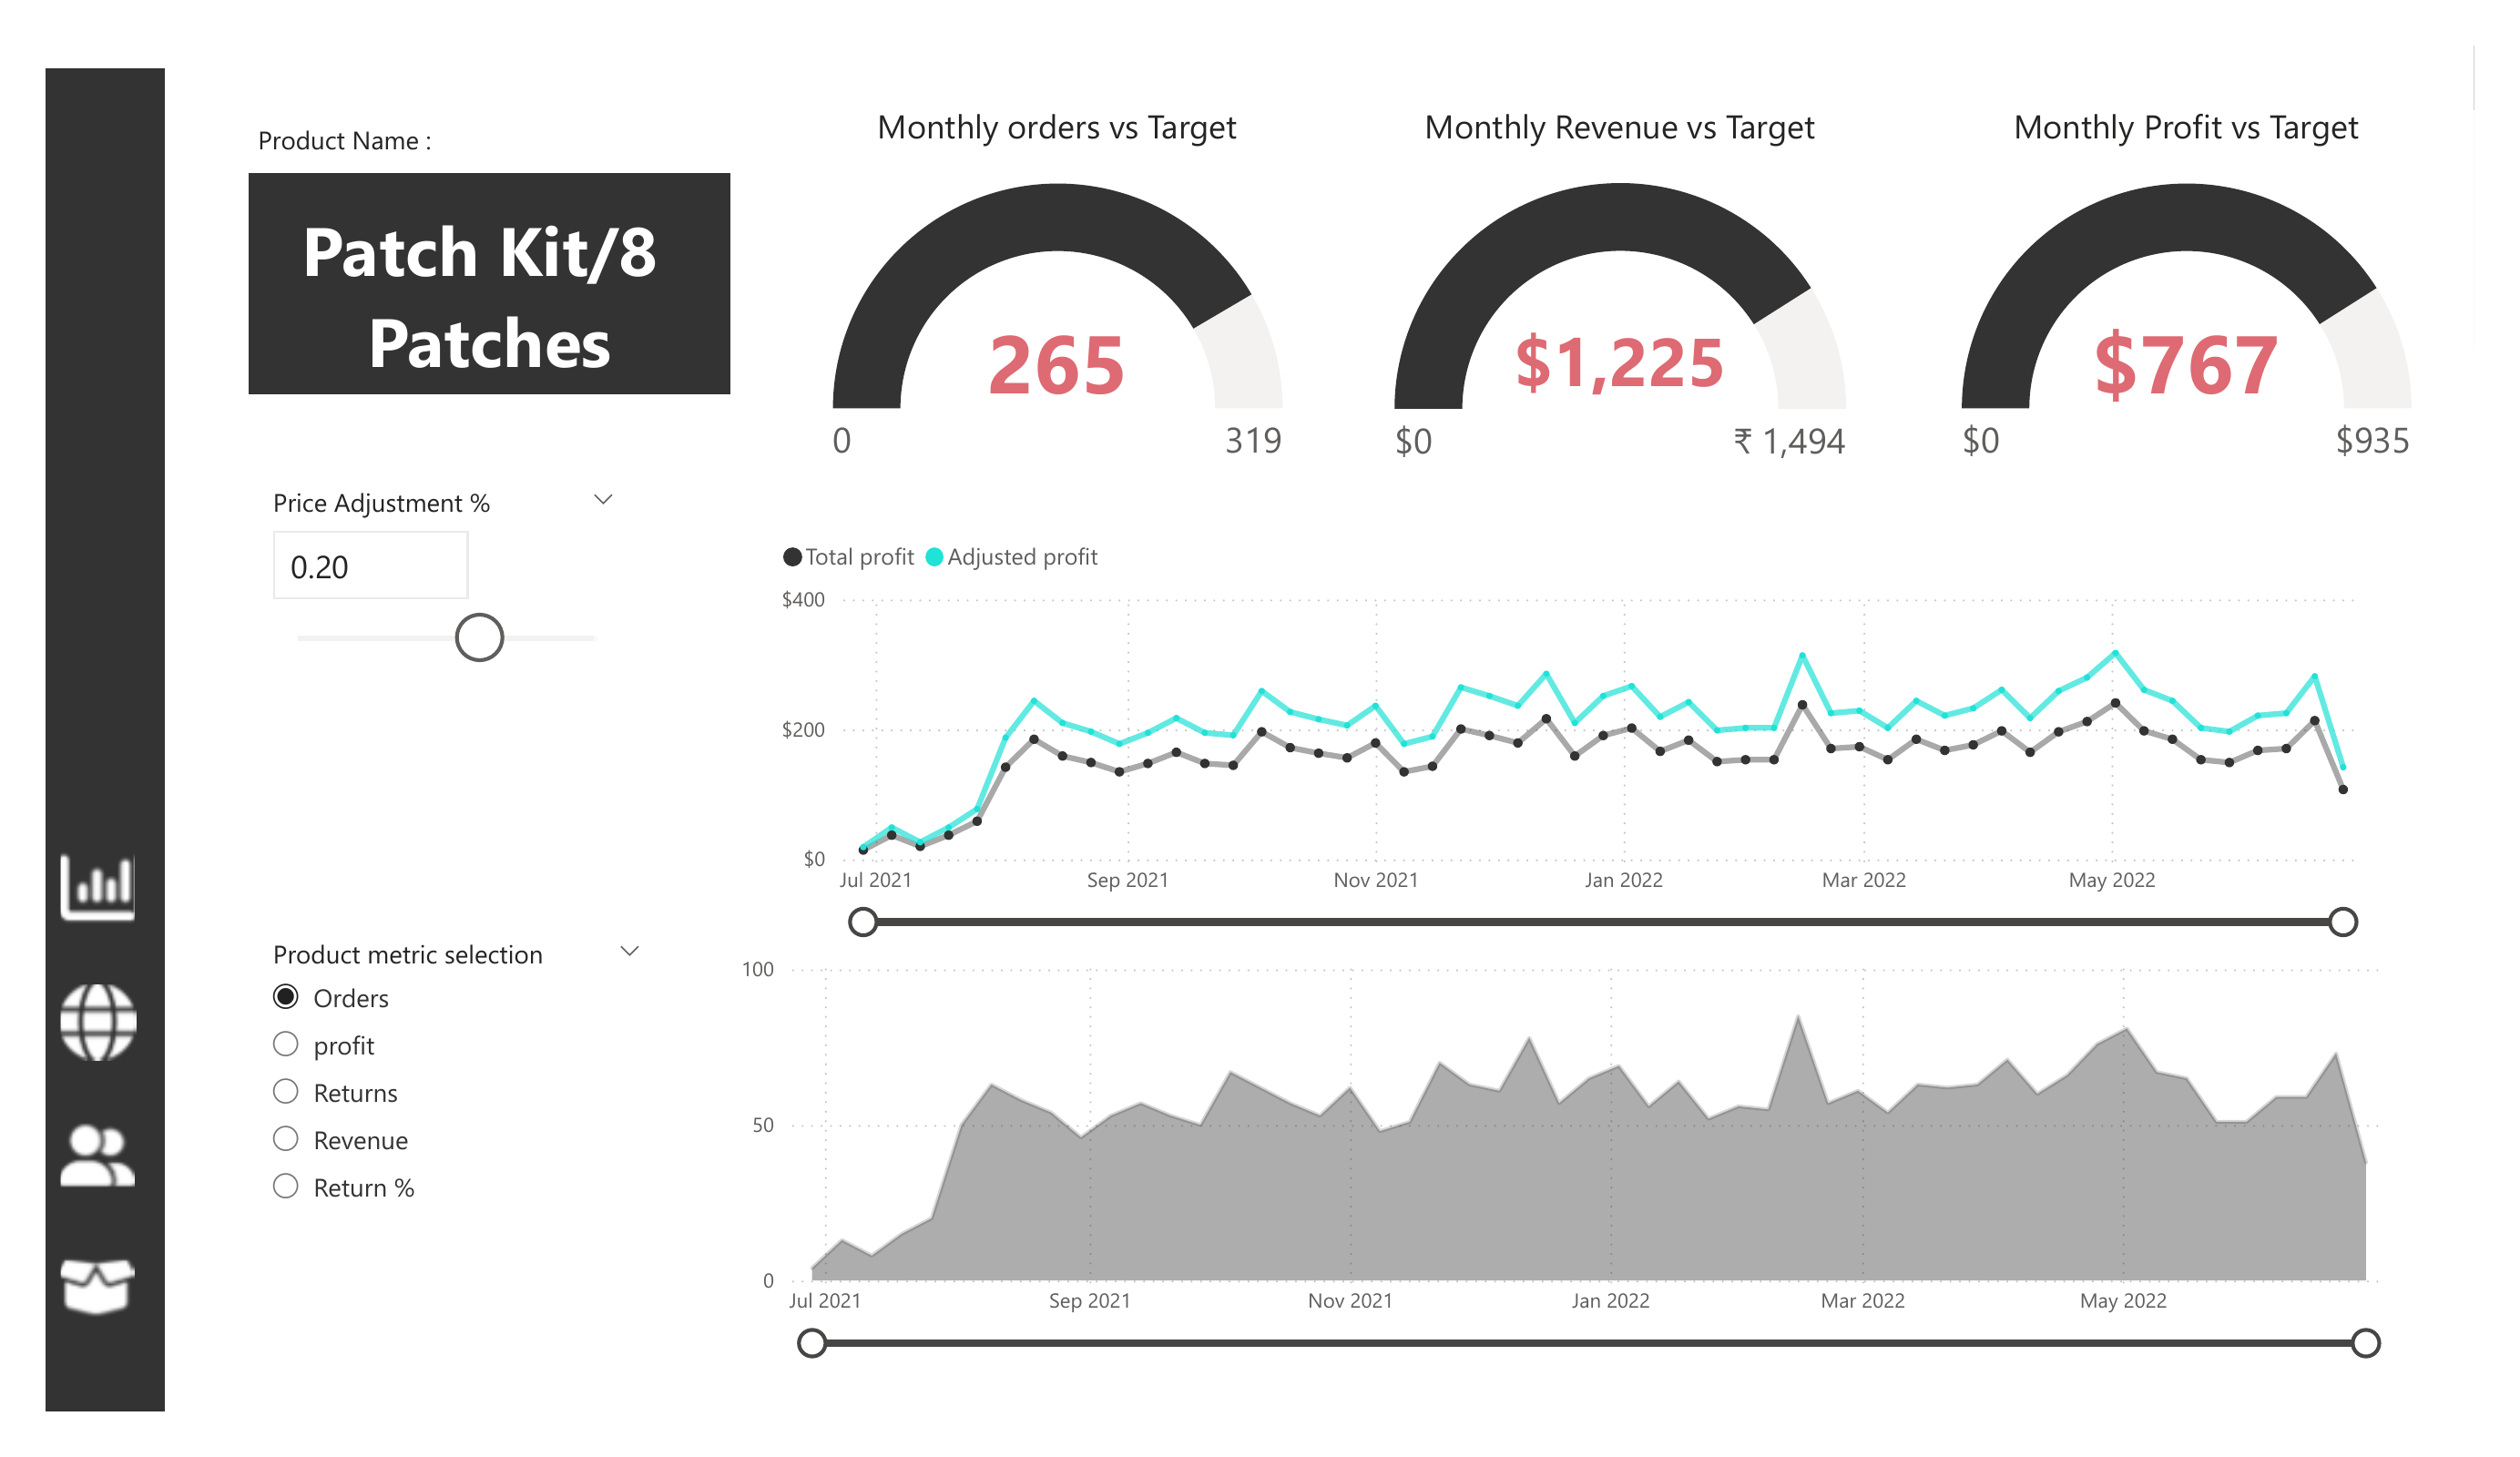 Product Name :
Patch Kit/8
Patches
Monthly orders vs Target
265
0
319
Monthly Revenue vs Target
$1,225
$0
₹ 1,494
Monthly Profit vs Target
$767
$0
$935
Price Adjustment %
0.20
Total profit
Adjusted profit
$400
$200
$0
Jul 2021
Sep 2021
Nov 2021
Jan 2022
Mar 2022
May 2022
Product metric selection
Orders
profit
Returns
Revenue
Return %
100
50
0
Jul 2021
Sep 2021
Nov 2021
Jan 2022
Mar 2022
May 2022